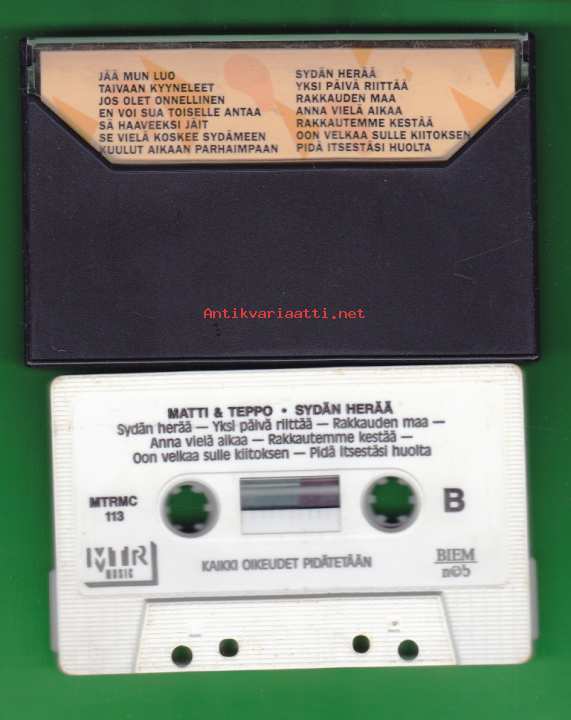 JÄÄ MUN LUO
TAIVAAN KYYNELEET
JOS OLET ONNELLINEN
EN VOI SUA TOISELLE ANTAA
SÄ HAAVEEKSI JÄIT
SE VIELÄ KOSKEE SYDÄMEEN
KUULUT AIKAAN PARHAIMPAAN
SYDÄN HERÄÄ
YKSI PÄIVÄ RIITTÄÄ
RAKKAUDEN MAA
ANNA VIELÄ AIKAA
RAKKAUTEMME KESTÄÄ
OON VELKAA SULLE KIITOKSEN
PIDÄ ITSESTÄSI HUOLTA
Antikvariaatti.net
MATTI & TEPPO • SYDÄN HERÄÄ
Sydän herää — Yksi päivä riittää — Rakkauden maa —
Anna vielä aikaa — Rakkautemme kestää —
Oon velkaa sulle kiitoksen — Pidä itsestäsi huolta
MTRMC
113
B
MTR
MUSIC
KAIKKI OIKEUDET PIDÄTETÄÄN
BIEM
n©b